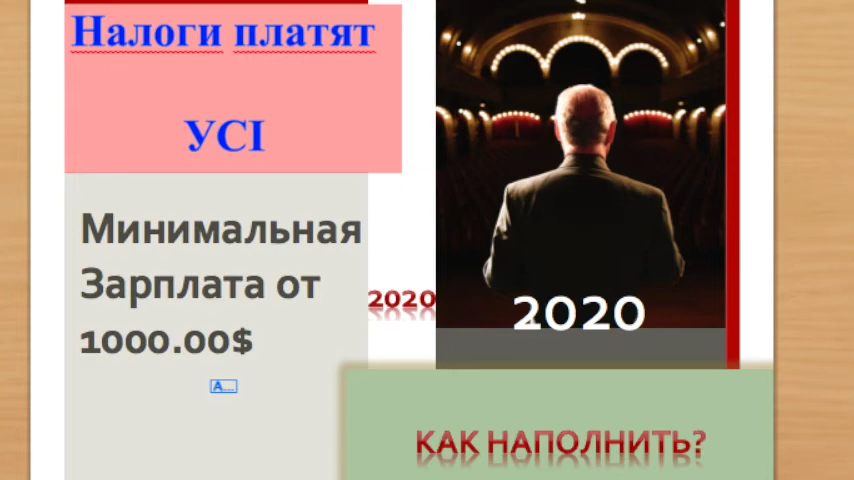 Налоги платят
УСІ
Минимальная
Зарплата от
1000.00$
A...
2020
2020
КАК НАПОЛНИТЬ?